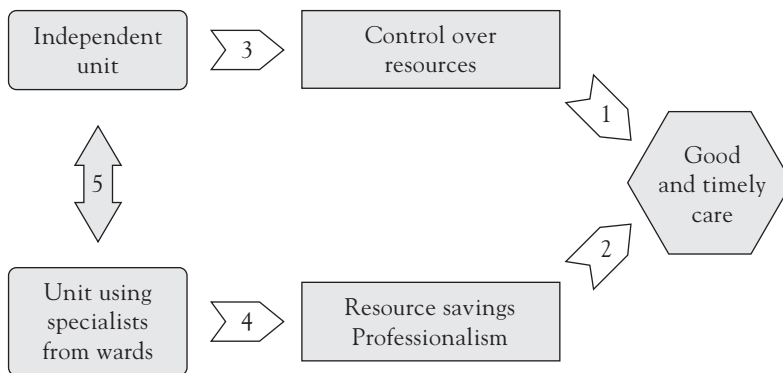 Independent
unit
3
Control over
resources
1
Good
and timely
care
5
2
Unit using
specialists
from wards
4
Resource savings
Professionalism